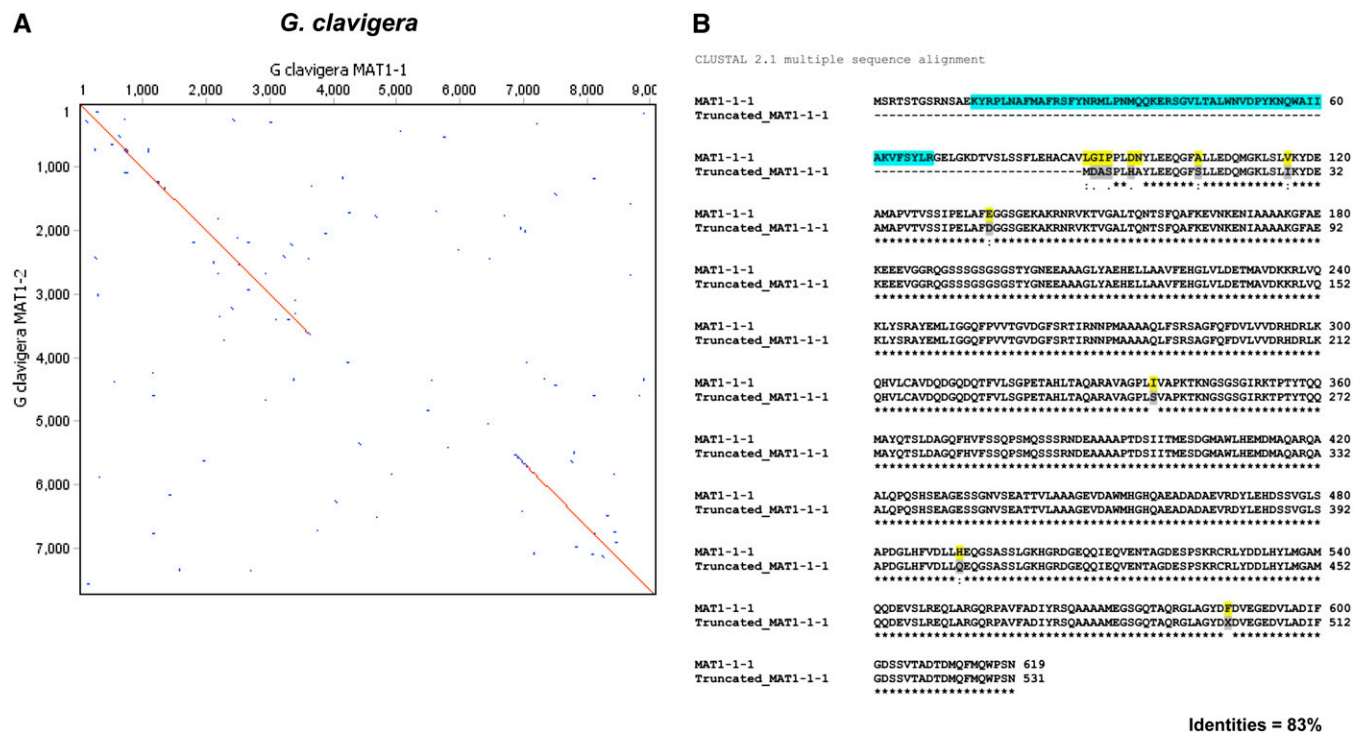 A
G. clavigera
G clavigera MAT1-1
1 1,000 2,000 3,000 4,000 5,000 6,000 7,000 8,000 9,0
1
1,000
2,000
3,000
4,000
5,000
6,000
7,000
G clavigera MAT1-2
B
CLUSTAL 2.1 multiple sequence alignment
MAT1-1-1 MSRTSTGSRNSAEKYRPLNAFMAFRSFYNRMLPNMQQKERSGVLTALWNVDPYKNQWAII 60
Truncated_MAT1-1-1 ------------------------------------------------------------
MAT1-1-1 AKVFSYLRGELGKDTVSLSSFLEHACAVLGIPPLDNYLEEQGFALLEDQMGKLSLVKYDE 120
Truncated_MAT1-1-1 ----------------------------MDASPLHAYLEEQGFSLLEDQMGKLSLIKYDE 32
:. .**. *******:***********:****
MAT1-1-1 AMAPVTVSSIPELAFEGGSGEKAKRNRVKTVGALTQNTSFQAFKEVNKENIAAAAKGFAE 180
Truncated_MAT1-1-1 AMAPVTVSSIPELAFDGGSGEKAKRNRVKTVGALTQNTSFQAFKEVNKENIAAAAKGFAE 92
***************:********************************************
MAT1-1-1 KEEEVGGRQGSSSGSGSGSTYGNEEAAAGLYAEHELLAAVFEHGLVLDETMAVDKKRLVQ 240
Truncated_MAT1-1-1 KEEEVGGRQGSSSGSGSGSTYGNEEAAAGLYAEHELLAAVFEHGLVLDETMAVDKKRLVQ 152
************************************************************
MAT1-1-1 KLYSRAYEMLIGGQFPVVTGVDGFSRTIRNNPMAAAAQLFSRSAGFQFDVLVVDRHDRLK 300
Truncated_MAT1-1-1 KLYSRAYEMLIGGQFPVVTGVDGFSRTIRNNPMAAAAQLFSRSAGFQFDVLVVDRHDRLK 212
************************************************************
MAT1-1-1 QHVLCAVDQDGQDQTFVLSGPETAHLTAQARAVAGPLIVAPKTKNGSGSGIRKTPTYTQQ 360
Truncated_MAT1-1-1 QHVLCAVDQDGQDQTFVLSGPETAHLTAQARAVAGPLSVAPKTKNGSGSGIRKTPTYTQQ 272
************************************* **********************
MAT1-1-1 MAYQTSLDAGQFHVFSSQPSMQSSSRNDEAAAAPTDSIITMESDGMAWLHEMDMAQARQA 420
Truncated_MAT1-1-1 MAYQTSLDAGQFHVFSSQPSMQSSSRNDEAAAAPTDSIITMESDGMAWLHEMDMAQARQA 332
************************************************************
MAT1-1-1 ALQPQSHSEAGESSGNVSEATTVLAAAGEVDAWMHGHQAEADADAEVRDYLEHDSSVGLS 480
Truncated_MAT1-1-1 ALQPQSHSEAGESSGNVSEATTVLAAAGEVDAWMHGHQAEADADAEVRDYLEHDSSVGLS 392
************************************************************
MAT1-1-1 APDGLHFVDLLHEQGSASSLGKHGRDGEQQIEQVENTAGDESPSKRCRLYDDLHYLMGAM 540
Truncated_MAT1-1-1 APDGLHFVDLLQEQGSASSLGKHGRDGEQQIEQVENTAGDESPSKRCRLYDDLHYLMGAM 452
***********:************************************************
MAT1-1-1 QQDEVSLREQLARGQRPAVFADIYRSQAAAAMEGSGQTAQRGLAGYDFDVEGEDVLADIF 600
Truncated_MAT1-1-1 QQDEVSLREQLARGQRPAVFADIYRSQAAAAMEGSGQTAQRGLAGYDXDVEGEDVLADIF 512
*********************************************** ************
MAT1-1-1 GDSSVTADTDMQFMQWPSN 619
Truncated_MAT1-1-1 GDSSVTADTDMQFMQWPSN 531
*******************
Identities = 83%